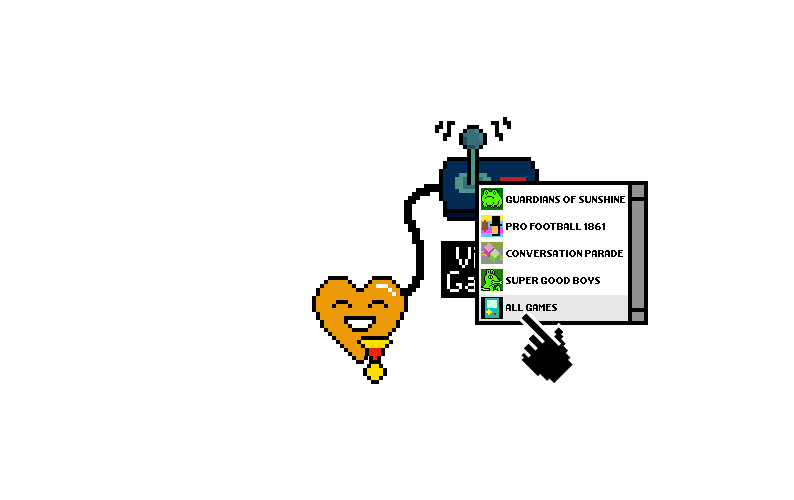 GUARDIANS OF SUNSHINE
PRO FOOTBALL 1861
CONVERSATION PARADE
SUPER GOOD BOYS
ALL GAMES